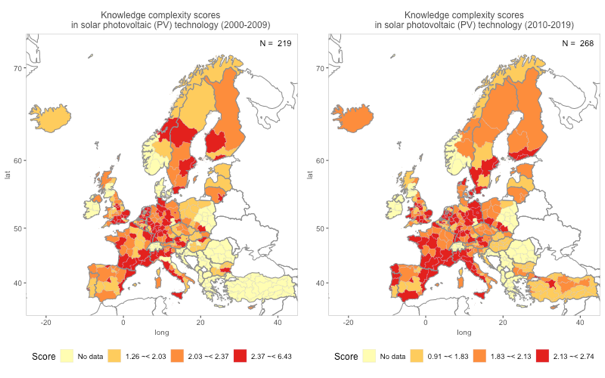 Knowledge complexity scores
in solar photovoltaic (PV) technology (2000-2009)
N = 219
lat
70
60
50
40
-20 0 20 40
long
Score No data 1.26 −< 2.03 2.03 −< 2.37 2.37 −< 6.43
Knowledge complexity scores
in solar photovoltaic (PV) technology (2010-2019)
N = 268
lat
70
60
50
40
-20 0 20 40
long
Score No data 0.91 −< 1.83 1.83 −< 2.13 2.13 −< 2.74